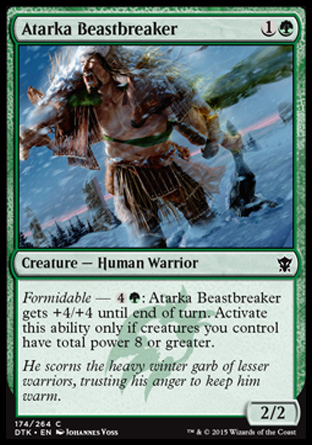 Atarka Beastbreaker 1
Creature — Human Warrior
Formidable — 4 : Atarka Beastbreaker
gets +4/+4 until end of turn. Activate
this ability only if creatures you control
have total power 8 or greater.
He scorns the heavy winter garb of lesser
warriors, trusting his anger to keep him
warm.
2/2
174/264 C
DTK • EN Johannes Voss
™ & © 2015 Wizards of the Coast